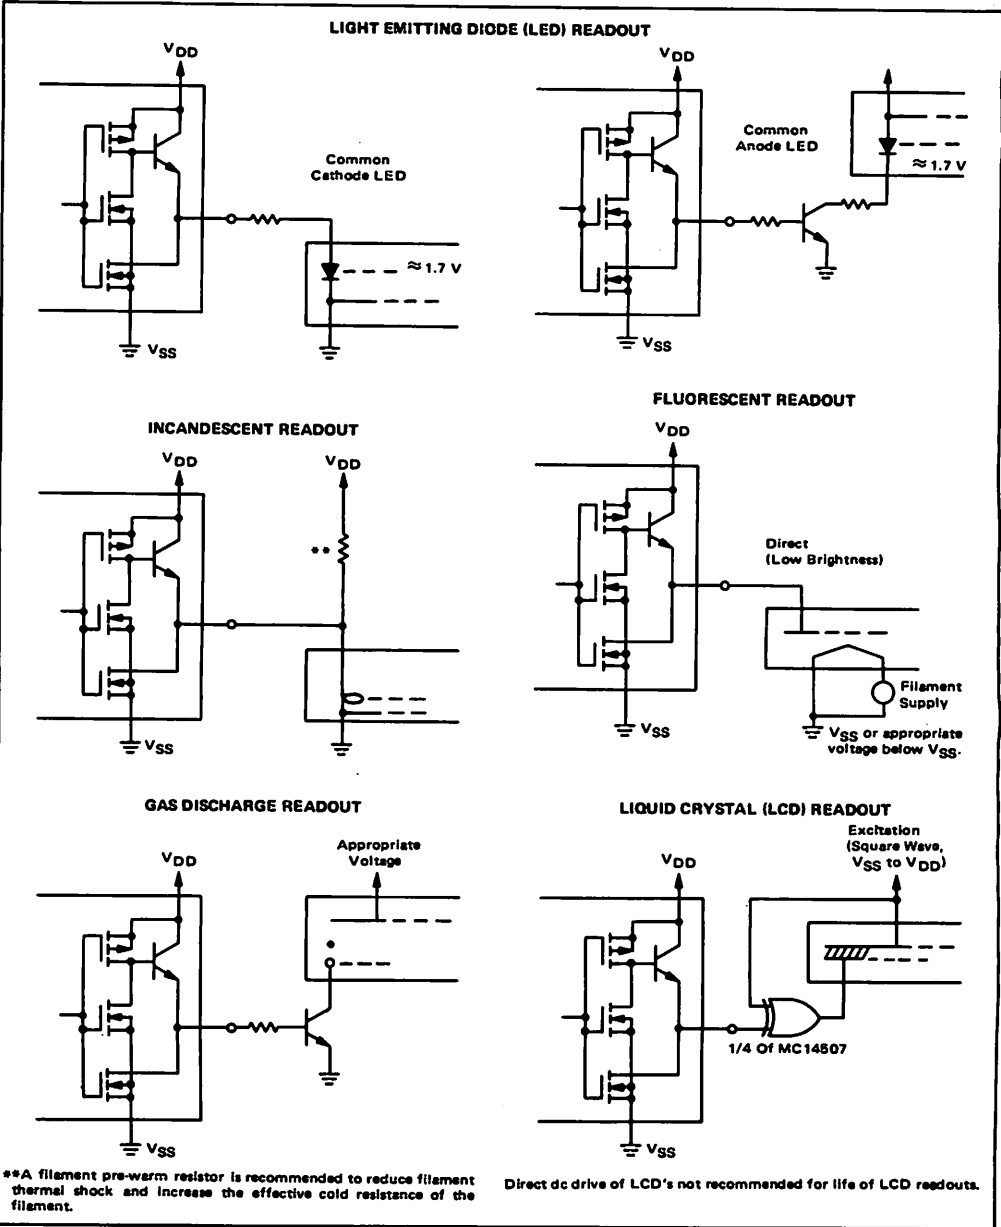 LIGHT EMITTING DIODE (LED) READOUT
VDD
Common
Cathode LED
≈ 1.7 V
VSS
VDD
Common
Anode LED
≈ 1.7 V
VSS
INCANDESCENT READOUT
VDD
VDD
**
VSS
FLUORESCENT READOUT
VDD
Direct
(Low Brightness)
Filament
Supply
VSS or appropriate
voltage below VSS.
VSS
GAS DISCHARGE READOUT
VDD
Appropriate
Voltage
VSS
LIQUID CRYSTAL (LCD) READOUT
Excitation
(Square Wave,
VSS to VDD)
VDD
1/4 Of MC14507
VSS
**A filament pre-warm resistor is recommended to reduce filament
thermal shock and increase the effective cold resistance of the
filament.
Direct dc drive of LCD's not recommended for life of LCD readouts.